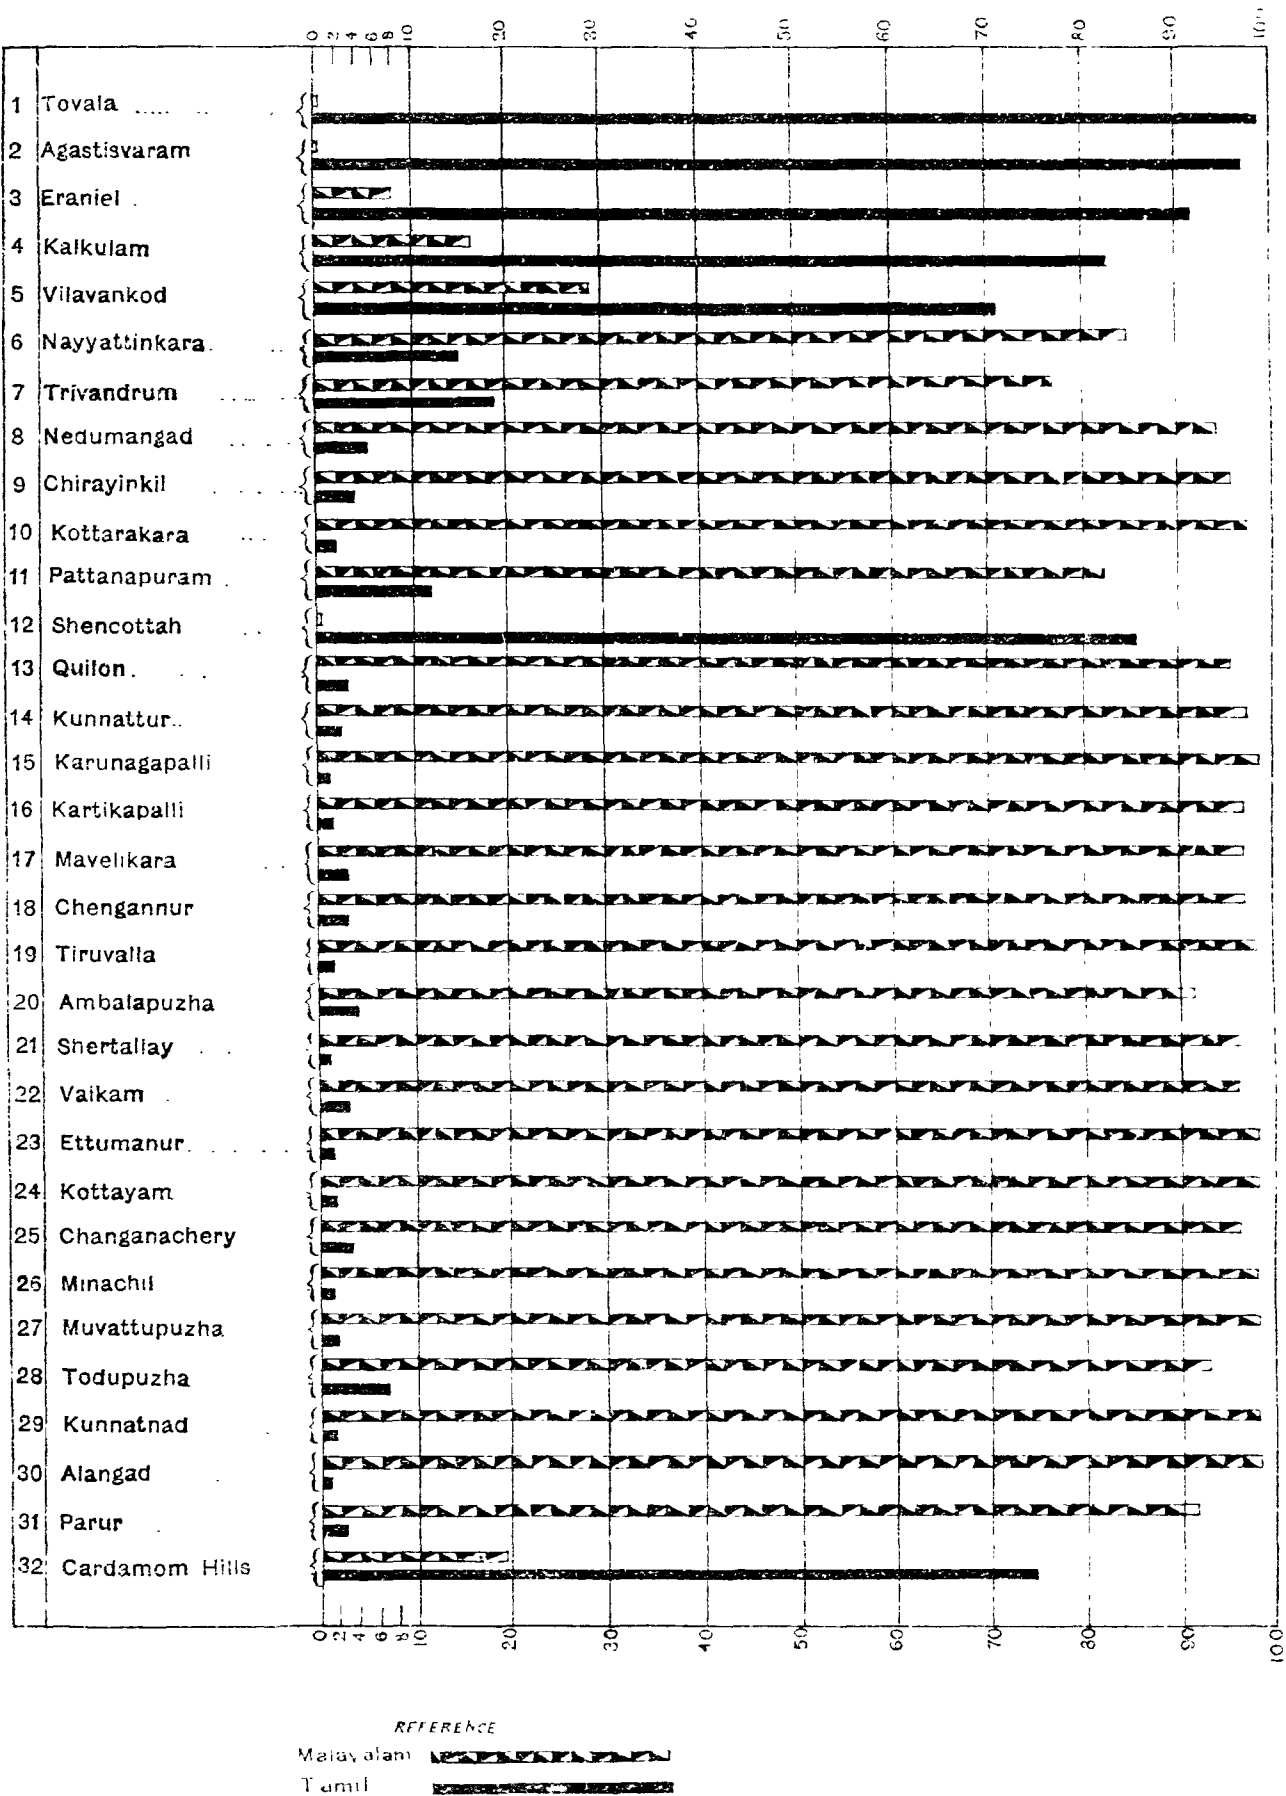 0 2 4 6 8 10 20 30 40 50 60 70 80 90 100
1 Tovala
2 Agastisvaram
3 Eraniel
4 Kalkulam
5 Vilavankod
6 Nayyattinkara
7 Trivandrum
8 Nedumangad
9 Chirayinkil
10 Kottarakara
11 Pattanapuram
12 Shencottah
13 Quilon
14 Kunnattur
15 Karunagapalli
16 Kartikapalli
17 Mavelikara
18 Chengannur
19 Tiruvalla
20 Ambalapuzha
21 Shertallay
22 Vaikam
23 Ettumanur
24 Kottayam
25 Changanachery
26 Minachil
27 Muvattupuzha
28 Todupuzha
29 Kunnatnad
30 Alangad
31 Parur
32 Cardamom Hills
0 2 4 6 8 10 20 30 40 50 60 70 80 90 100
REFERENCE
Malayalam
Tamil